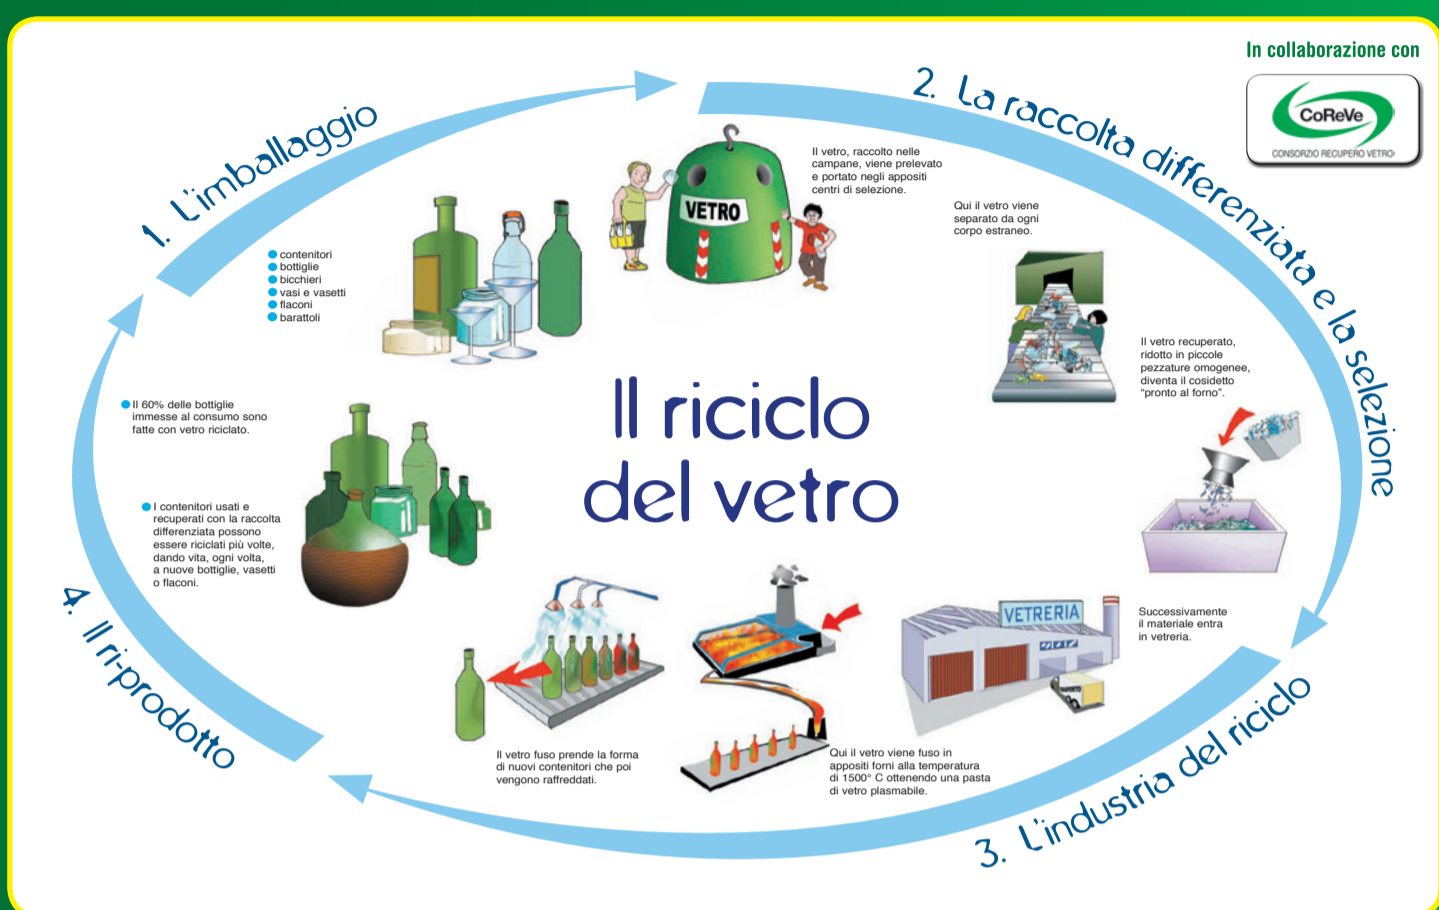 In collaborazione con
CoReVe
CONSORZIO RECUPERO VETRO
1. L'imballaggio
contenitori
bottiglie
bicchieri
vasi e vasetti
flaconi
barattoli
2. La raccolta differenziata e la selezione
Il vetro, raccolto nelle
campane, viene prelevato
e portato negli appositi
centri di selezione.
VETRO
Qui il vetro viene
separato da ogni
corpo estraneo.
Il vetro recuperato,
ridotto in piccole
pezzature omogenee,
diventa il cosidetto
“pronto al forno”.
Il riciclo
del vetro
3. L'industria del riciclo
Successivamente
il materiale entra
in vetreria.
VETRERIA
TRASPORTO
Qui il vetro viene fuso in
appositi forni alla temperatura
di 1500° C ottenendo una pasta
di vetro plasmabile.
Il vetro fuso prende la forma
di nuovi contenitori che poi
vengono raffreddati.
4. Il ri-prodotto
Il 60% delle bottiglie
immesse al consumo sono
fatte con vetro riciclato.
I contenitori usati e
recuperati con la raccolta
differenziata possono
essere riciclati più volte,
dando vita, ogni volta,
a nuove bottiglie, vasetti
o flaconi.